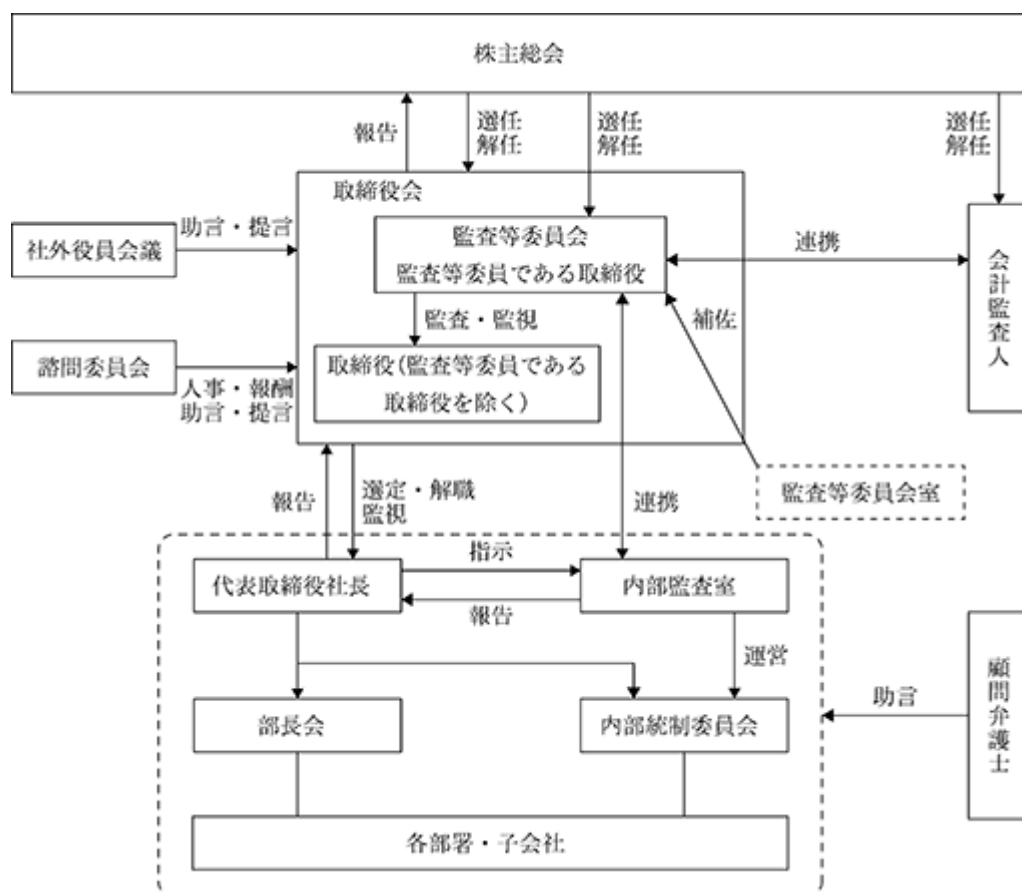 株主総会
報告
選任
解任
選任
解任
選任
解任
取締役会
社外役員会議
助言・提言
監査等委員会
監査等委員である取締役
連携
会計監査人
監査・監視
補佐
諮問委員会
人事・報酬
助言・提言
取締役(監査等委員である
取締役を除く)
報告
選定・解職
監視
連携
監査等委員会室
指示
代表取締役社長
内部監査室
報告
運営
部長会
内部統制委員会
助言
顧問弁護士
各部署・子会社